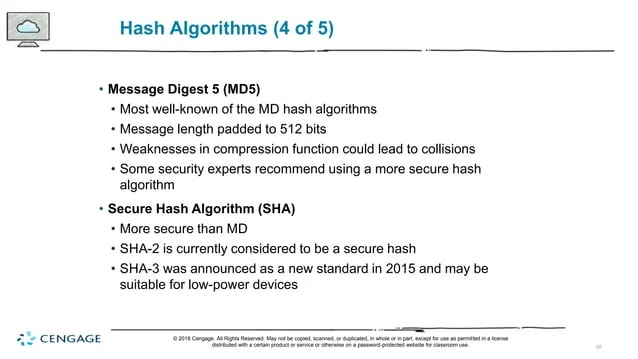 Hash Algorithms (4 of 5)
• Message Digest 5 (MD5)
• Most well-known of the MD hash algorithms
• Message length padded to 512 bits
• Weaknesses in compression function could lead to collisions
• Some security experts recommend using a more secure hash
algorithm
• Secure Hash Algorithm (SHA)
• More secure than MD
• SHA-2 is currently considered to be a secure hash
• SHA-3 was announced as a new standard in 2015 and may be
suitable for low-power devices
CENGAGE
© 2018 Cengage. All Rights Reserved. May not be copied, scanned, or duplicated, in whole or in part, except for use as permitted in a license
distributed with a certain product or service or otherwise on a password-protected website for classroom use.